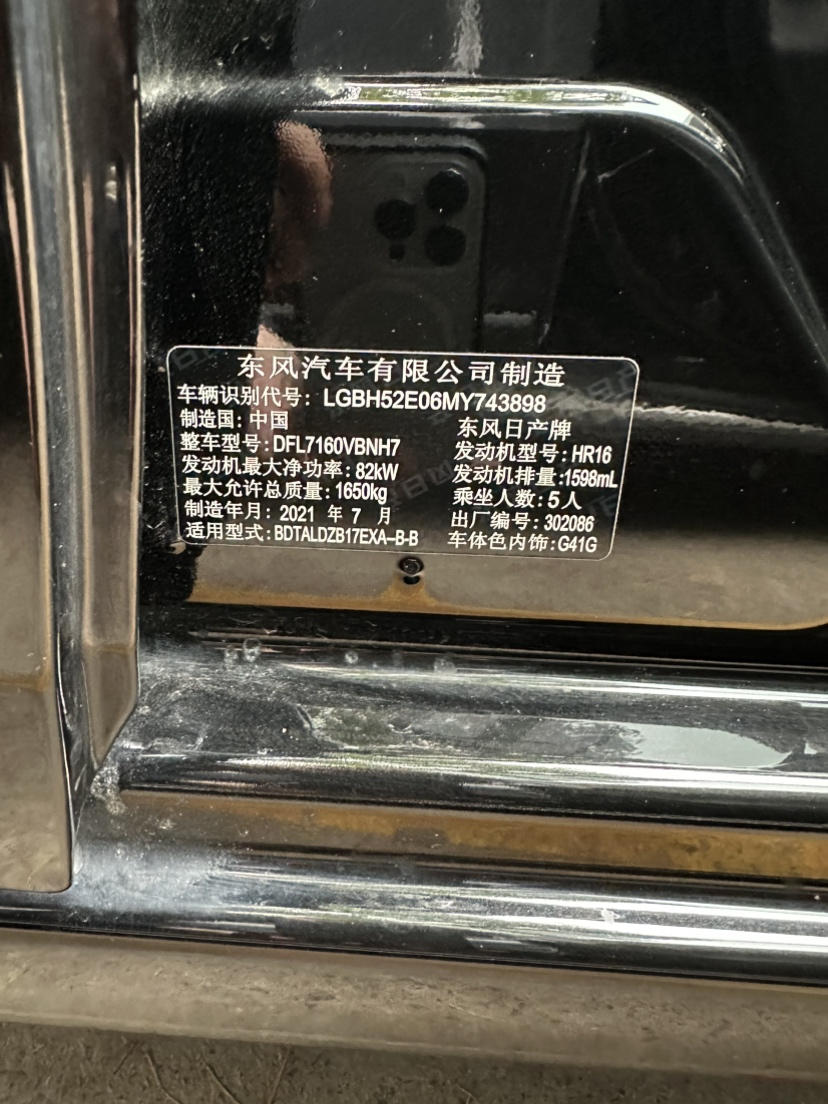 东风汽车有限公司制造
车辆识别代号：LGBH52E06MY743898
制造国：中国 东风日产牌
整车型号：DFL7160VBNH7 发动机型号：HR16
发动机最大净功率：82kW 发动机排量：1598mL
最大允许总质量：1650kg 乘坐人数：5人
制造年月：2021 年 7 月 出厂编号：302086
适用型式：BDTALDZB17EXA-B-B 车体色内饰：G41G